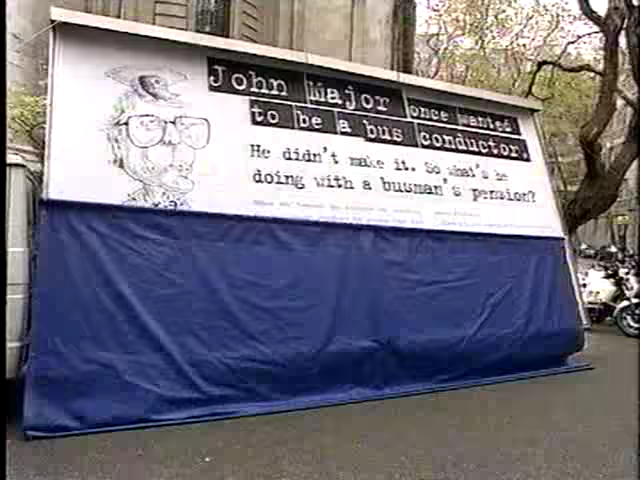 John Major once wanted
to be a bus conductor.
He didn't make it. So what's he
doing with a busman's pension?